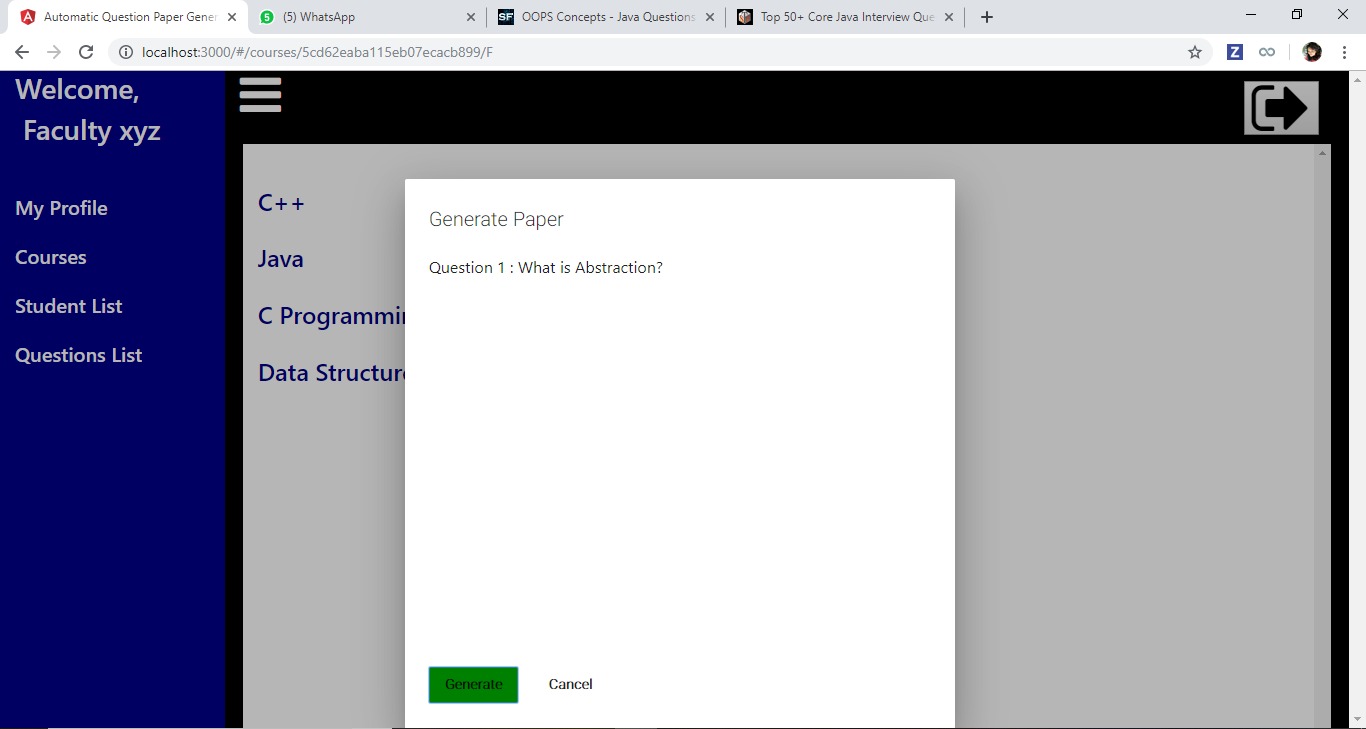 Automatic Question Paper Gener
(5) WhatsApp
OOPS Concepts - Java Questions
Top 50+ Core Java Interview Que
localhost:3000/#/courses/5cd62eaba115eb07ecacb899/F
Welcome,
Faculty xyz
My Profile
Courses
Student List
Questions List
C++
Java
C Programmin
Data Structure
Generate Paper
Question 1 : What is Abstraction?
Generate
Cancel